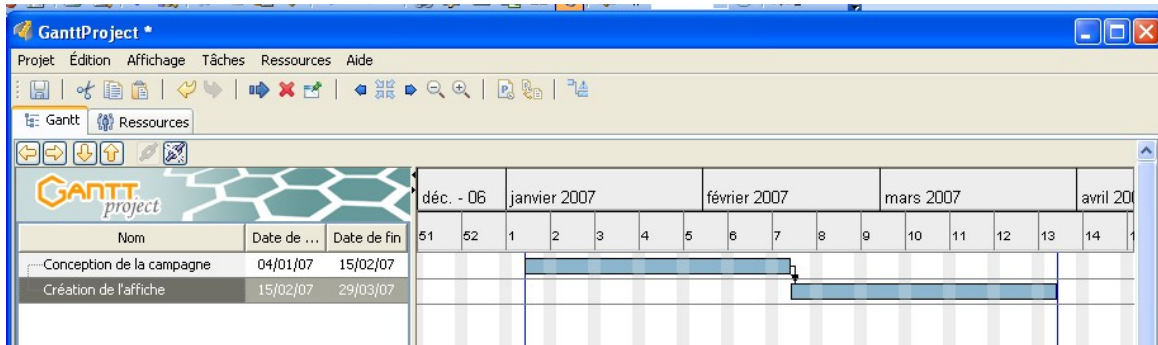 GanttProject *
Projet Édition Affichage Tâches Ressources Aide
Gantt Ressources
GANTT project
déc. - 06 janvier 2007 février 2007 mars 2007 avril 200
Nom Date de ... Date de fin 51 52 1 2 3 4 5 6 7 8 9 10 11 12 13 14 1
Conception de la campagne 04/01/07 15/02/07
Création de l'affiche 15/02/07 29/03/07